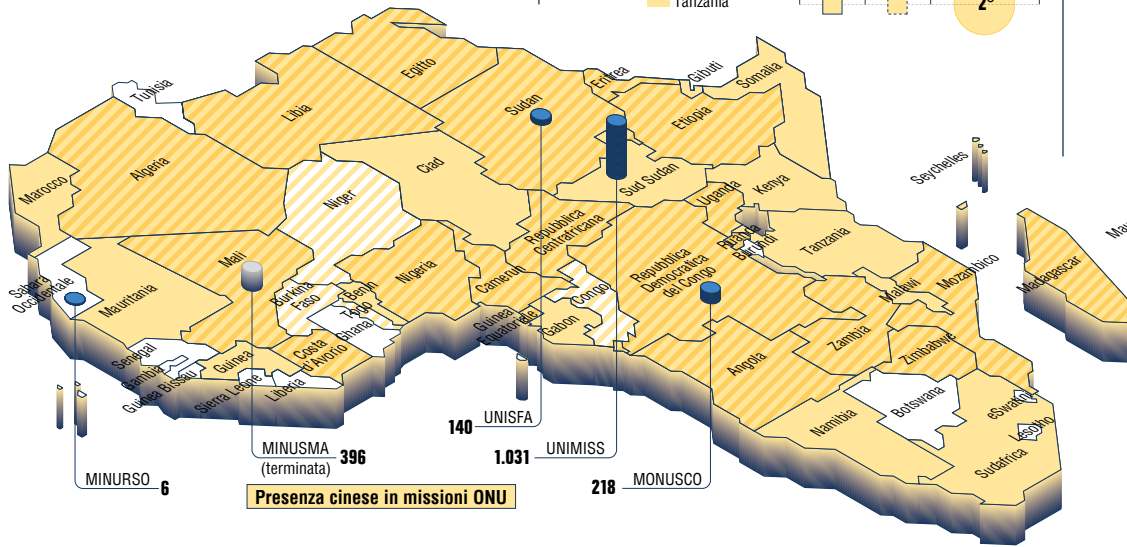 Tanzania
2°
Egitto
Eritrea
Gibuti
Somalia
Tunisia
Libia
Sudan
Etiopia
Algeria
Ciad
Marocco
Sud Sudan
Seychelles
Niger
Uganda
Kenya
Repubblica
Centrafricana
Ruanda
Burundi
Tanzania
Mali
Nigeria
Camerun
Repubblica
Democratica
del Congo
Madagascar
Sahara
Occidentale
Mauritania
Burkina
Faso
Benin
Togo
Ghana
Guinea
Equatoriale
Congo
Gabon
Malawi
Mozambico
Senegal
Gambia
Guinea Bissau
Guinea
Sierra Leone
Liberia
Costa
d'Avorio
Angola
Zambia
Zimbabwe
Namibia
Botswana
eSwatini
Lesotho
Sudafrica
140 UNISFA
MINUSMA 396
(terminata)
1.031 UNIMISS
MINURSO 6
218 MONUSCO
Presenza cinese in missioni ONU